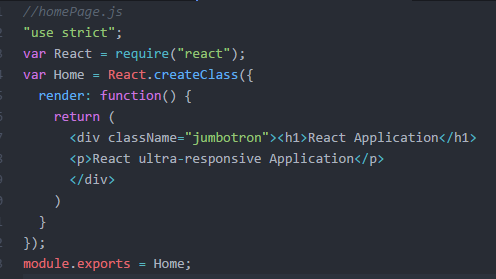 //homePage.js
"use strict";
var React = require("react");
var Home = React.createClass({
  render: function() {
    return (
      <div className="jumbotron"><h1>React Application</h1>
      <p>React ultra-responsive Application</p>
      </div>
    )
  }
});
module.exports = Home;